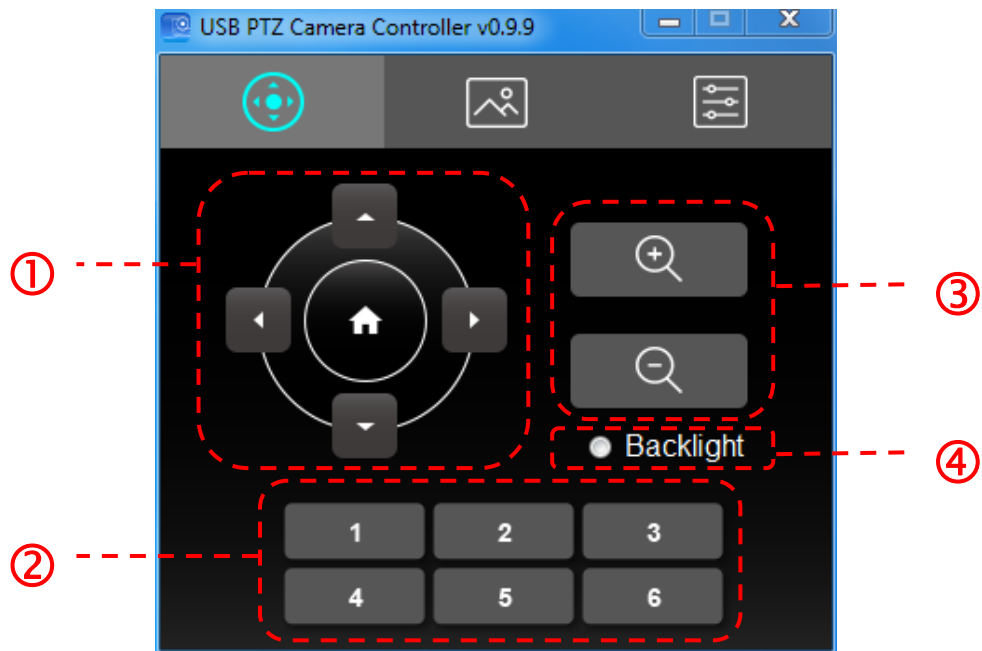 USB PTZ Camera Controller v0.9.9
①
③
Backlight
④
②
1 2 3
4 5 6